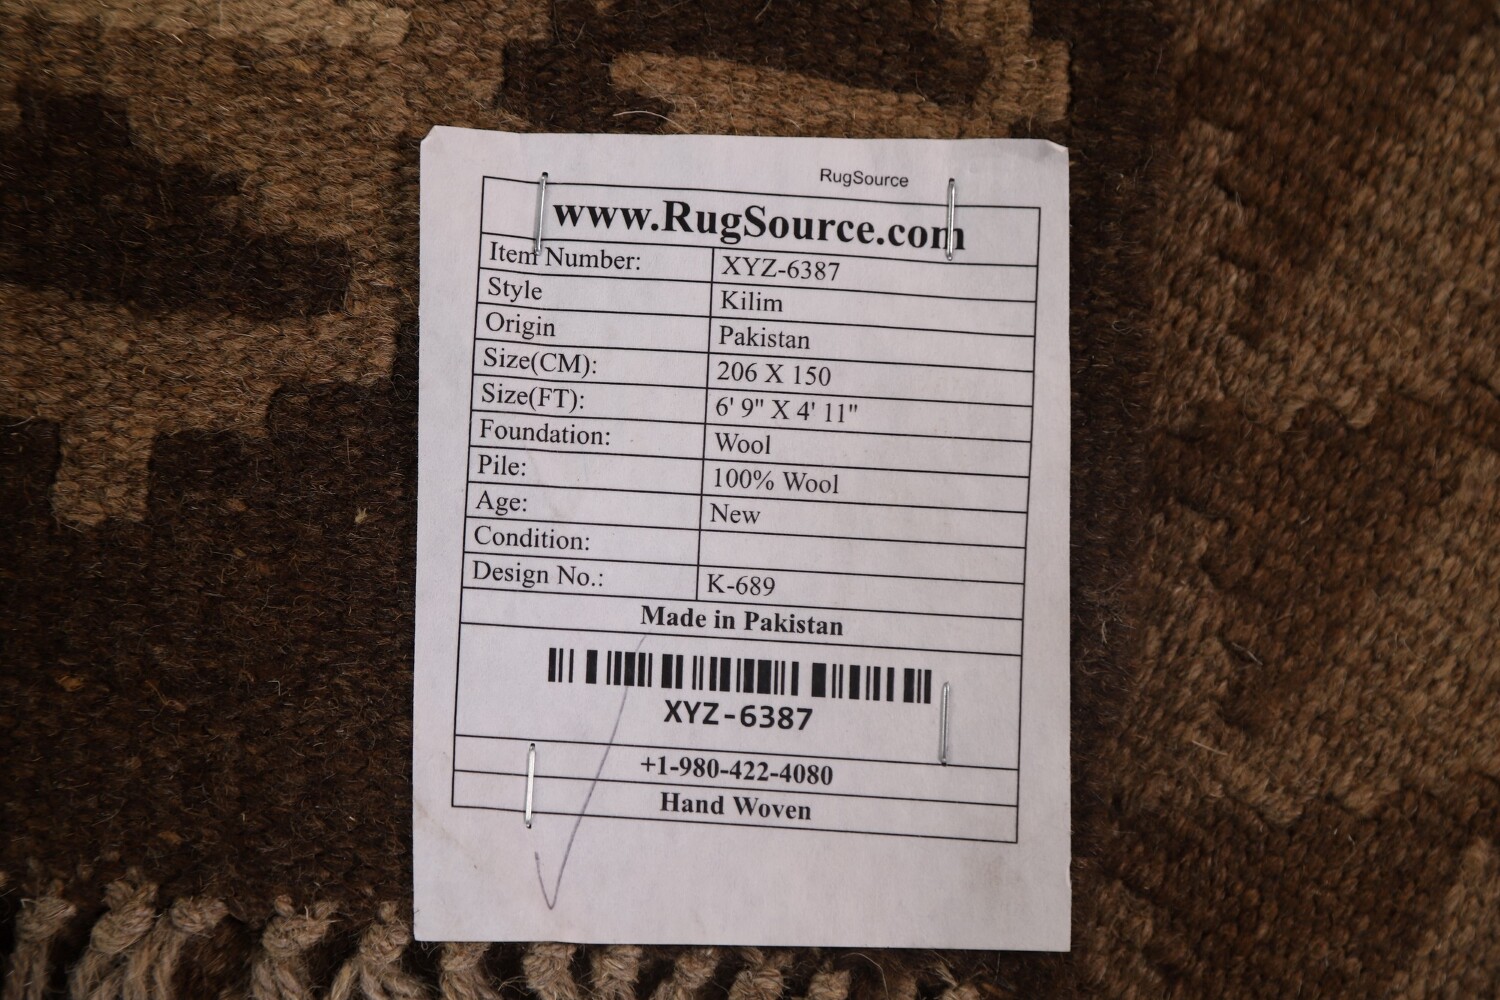 RugSource
www.RugSource.com
Item Number: XYZ-6387
Style Kilim
Origin Pakistan
Size(CM): 206 X 150
Size(FT): 6' 9" X 4' 11"
Foundation: Wool
Pile: 100% Wool
Age: New
Condition:
Design No.: K-689
Made in Pakistan
XYZ-6387
+1-980-422-4080
Hand Woven